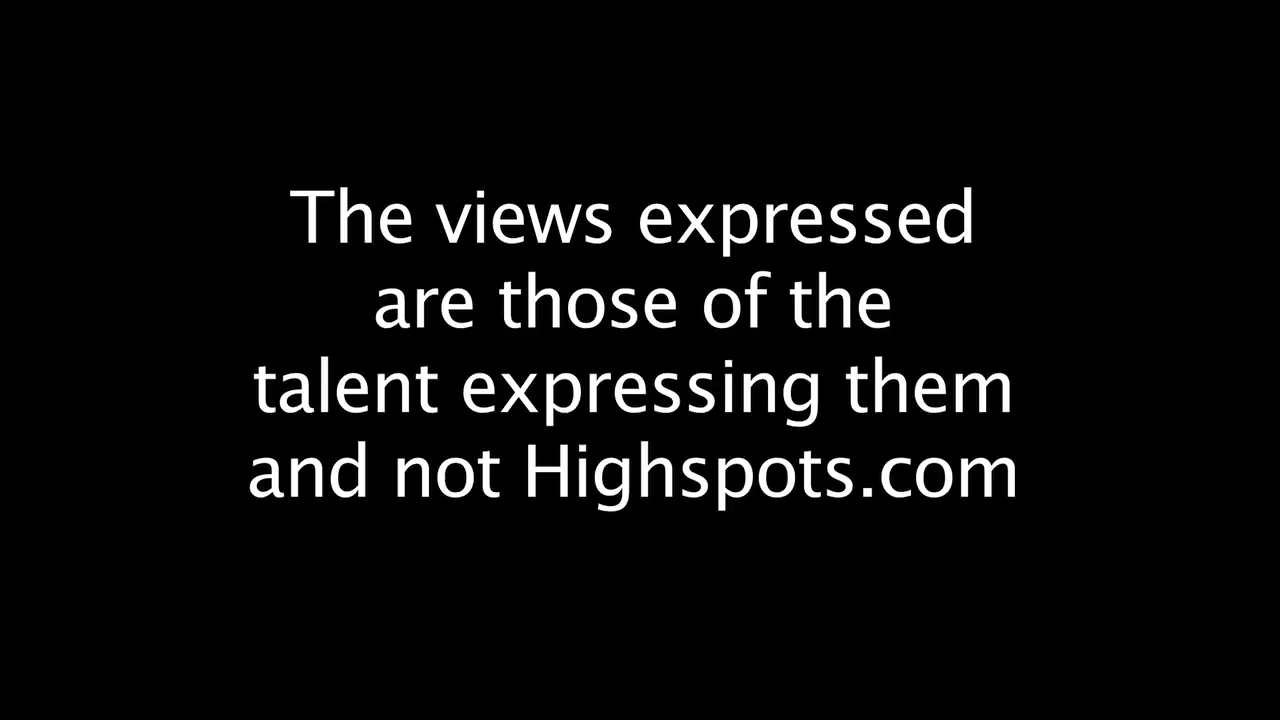 The views expressed
are those of the
talent expressing them
and not Highspots.com